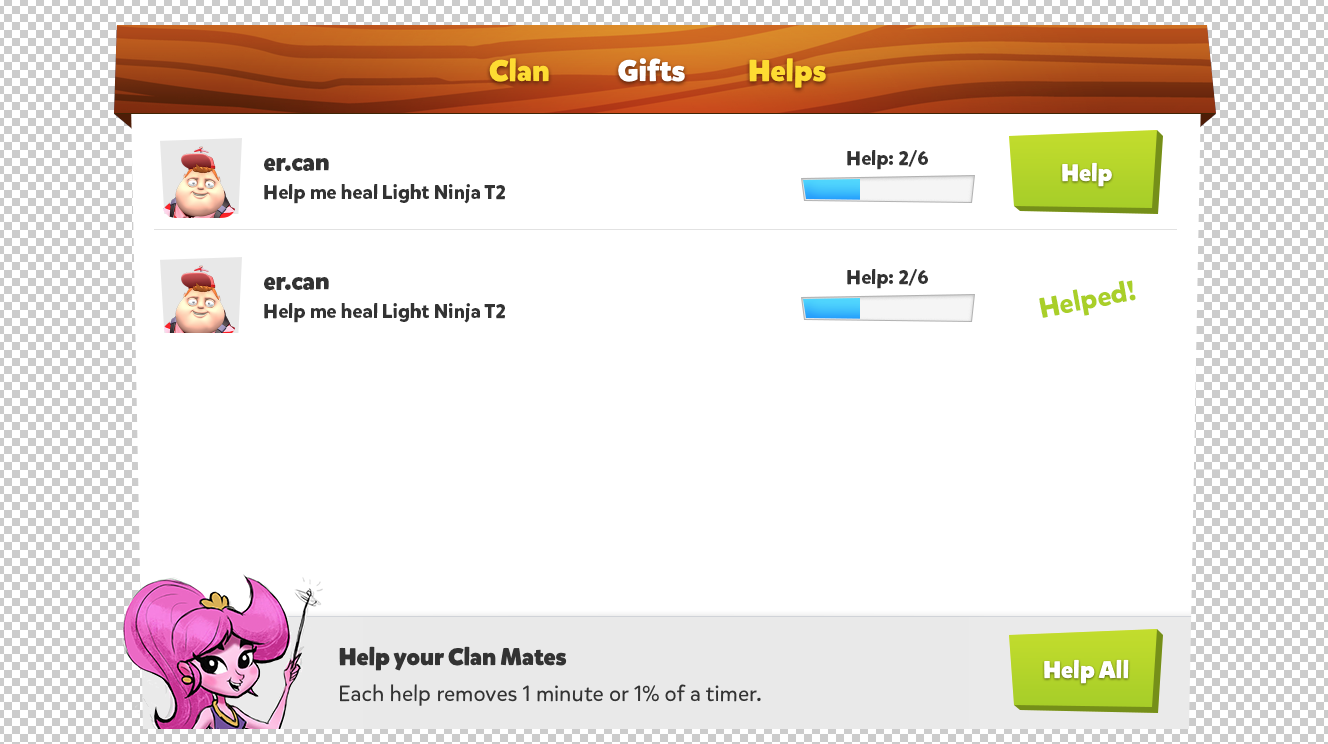 Clan Gifts Helps
er.can
Help me heal Light Ninja T2
Help: 2/6
Help
er.can
Help me heal Light Ninja T2
Help: 2/6
Helped!
Help your Clan Mates
Each help removes 1 minute or 1% of a timer.
Help All